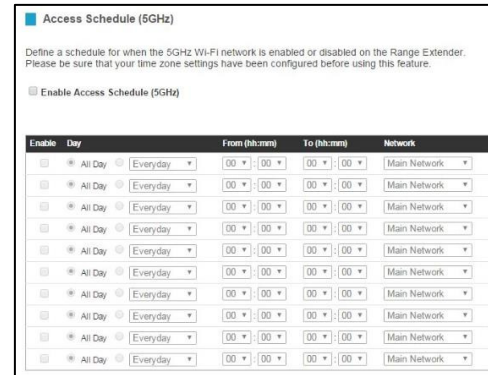 Access Schedule (5GHz)
Define a schedule for when the 5GHz Wi-Fi network is enabled or disabled on the Range Extender.
Please be sure that your time zone settings have been configured before using this feature.
Enable Access Schedule (5GHz)
Enable Day From (hh:mm) To (hh:mm) Network
All Day Everyday 00 : 00 00 : 00 Main Network
All Day Everyday 00 : 00 00 : 00 Main Network
All Day Everyday 00 : 00 00 : 00 Main Network
All Day Everyday 00 : 00 00 : 00 Main Network
All Day Everyday 00 : 00 00 : 00 Main Network
All Day Everyday 00 : 00 00 : 00 Main Network
All Day Everyday 00 : 00 00 : 00 Main Network
All Day Everyday 00 : 00 00 : 00 Main Network
All Day Everyday 00 : 00 00 : 00 Main Network
All Day Everyday 00 : 00 00 : 00 Main Network